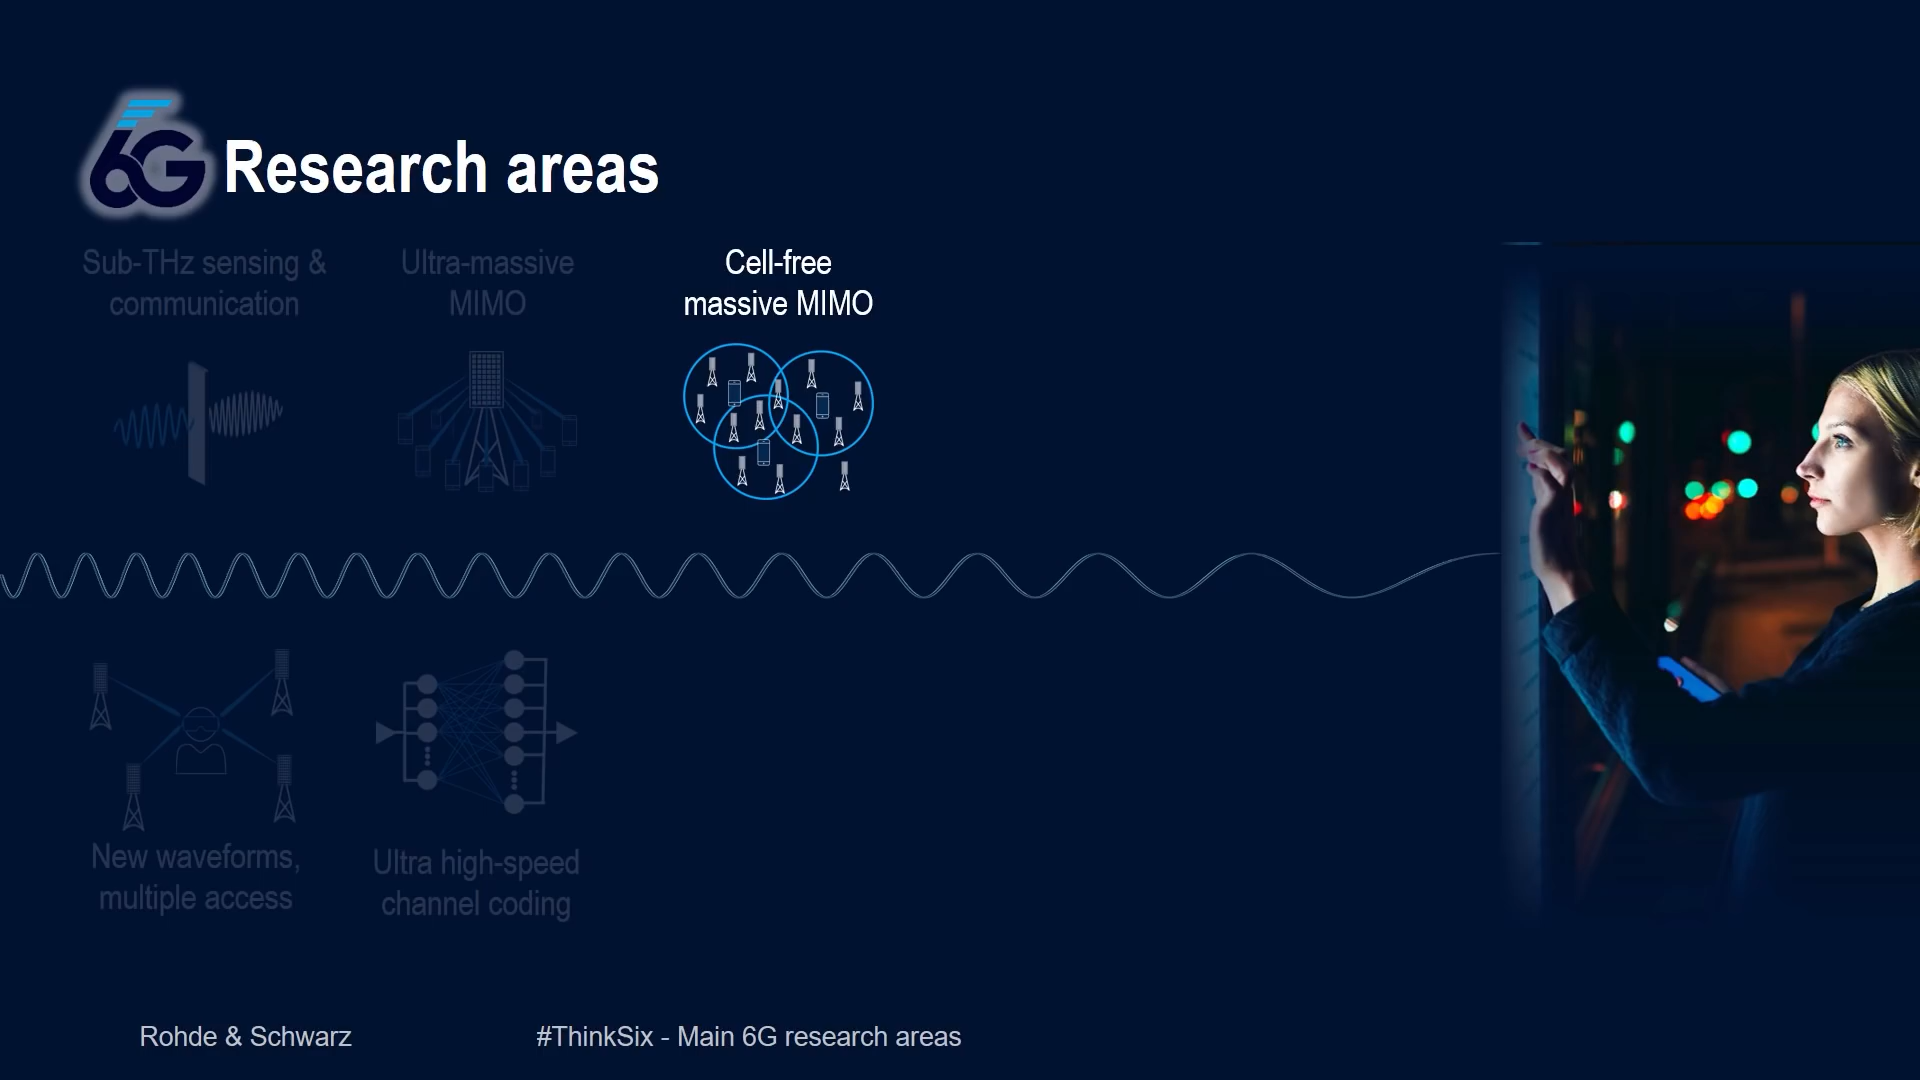 6G Research areas
Sub-THz sensing &
communication
Ultra-massive
MIMO
Cell-free
massive MIMO
New waveforms,
multiple access
Ultra high-speed
channel coding
Rohde & Schwarz
#ThinkSix - Main 6G research areas